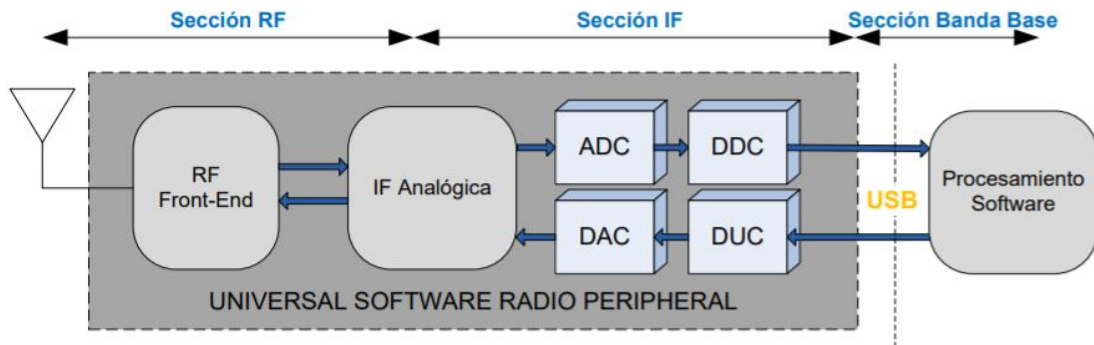 Sección RF
Sección IF
Sección Banda Base
RF
Front-End
IF Analógica
ADC
DDC
DAC
DUC
USB
Procesamiento
Software
UNIVERSAL SOFTWARE RADIO PERIPHERAL